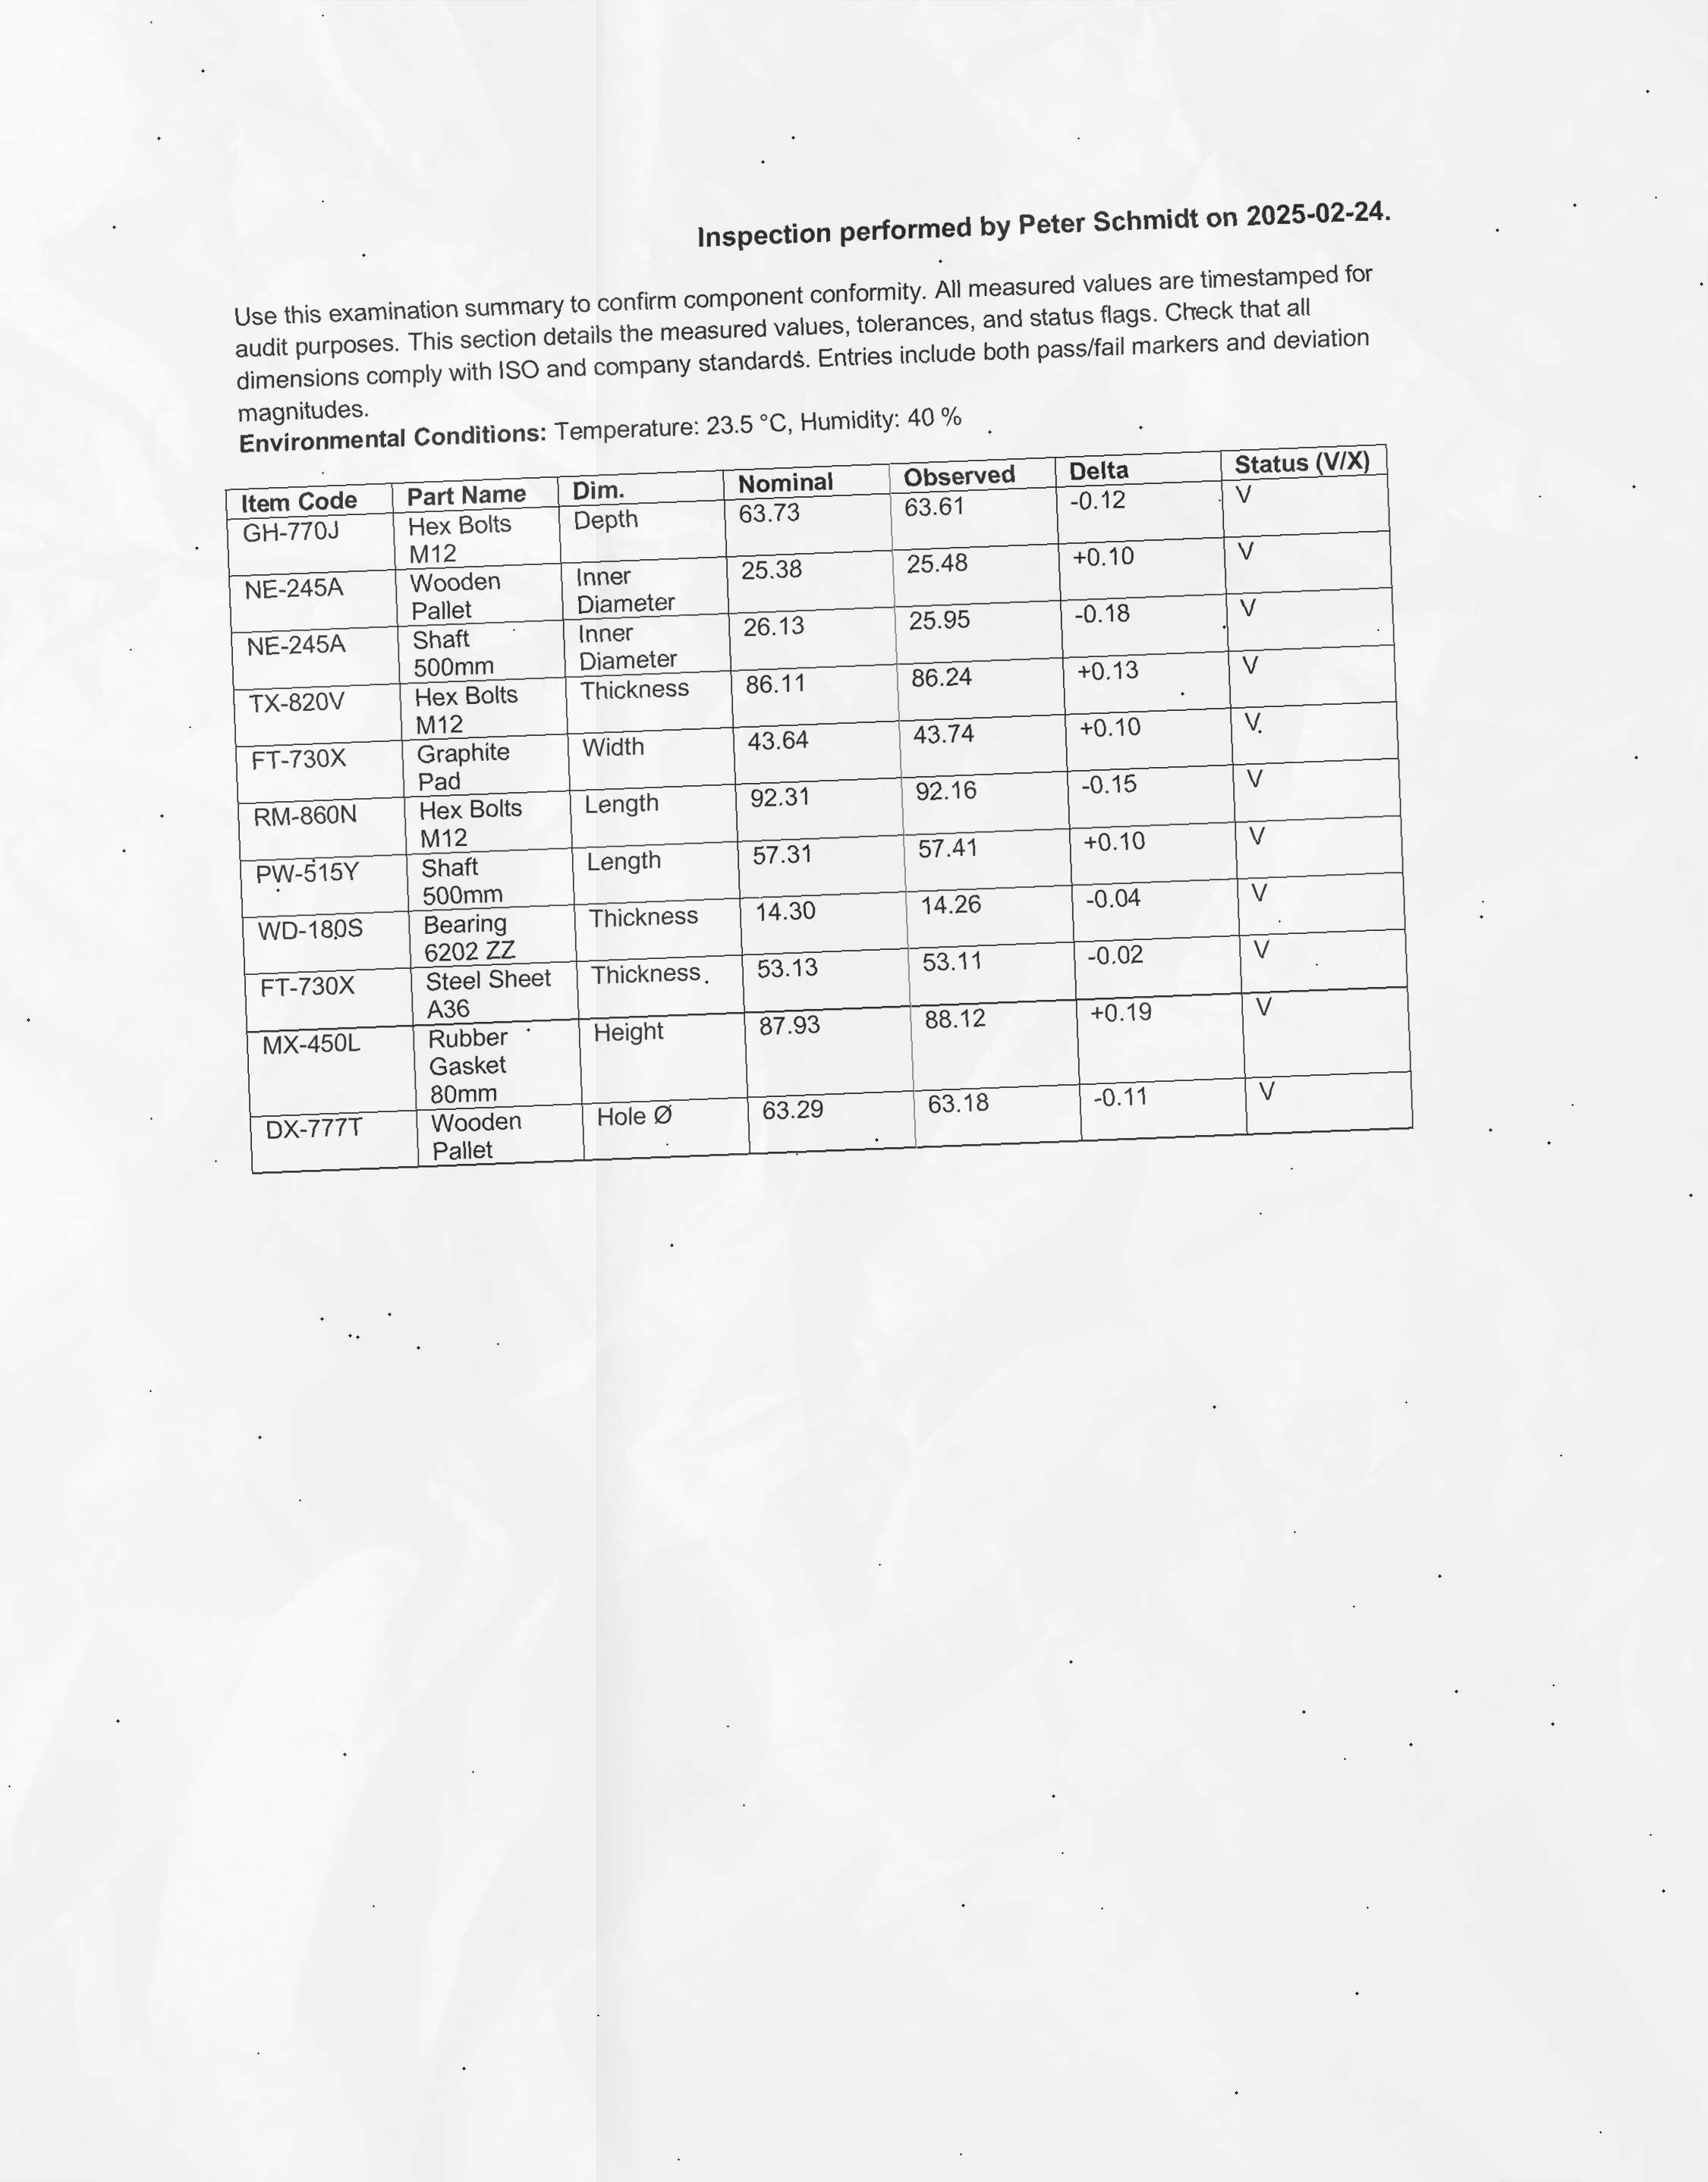 Inspection performed by Peter Schmidt on 2025-02-24.
Use this examination summary to confirm component conformity. All measured values are timestamped for
audit purposes. This section details the measured values, tolerances, and status flags. Check that all
dimensions comply with ISO and company standards. Entries include both pass/fail markers and deviation
magnitudes.
Environmental Conditions: Temperature: 23.5 °C, Humidity: 40 %
Item Code Part Name Dim. Nominal Observed Delta Status (V/X)
GH-770J Hex Bolts M12 Depth 63.73 63.61 -0.12 V
NE-245A Wooden Pallet Inner Diameter 25.38 25.48 +0.10 V
NE-245A Shaft 500mm Inner Diameter 26.13 25.95 -0.18 V
TX-820V Hex Bolts M12 Thickness 86.11 86.24 +0.13 V
FT-730X Graphite Pad Width 43.64 43.74 +0.10 V
RM-860N Hex Bolts M12 Length 92.31 92.16 -0.15 V
PW-515Y Shaft 500mm Length 57.31 57.41 +0.10 V
WD-180S Bearing 6202 ZZ Thickness 14.30 14.26 -0.04 V
FT-730X Steel Sheet A36 Thickness 53.13 53.11 -0.02 V
MX-450L Rubber Gasket 80mm Height 87.93 88.12 +0.19 V
DX-777T Wooden Pallet Hole Ø 63.29 63.18 -0.11 V